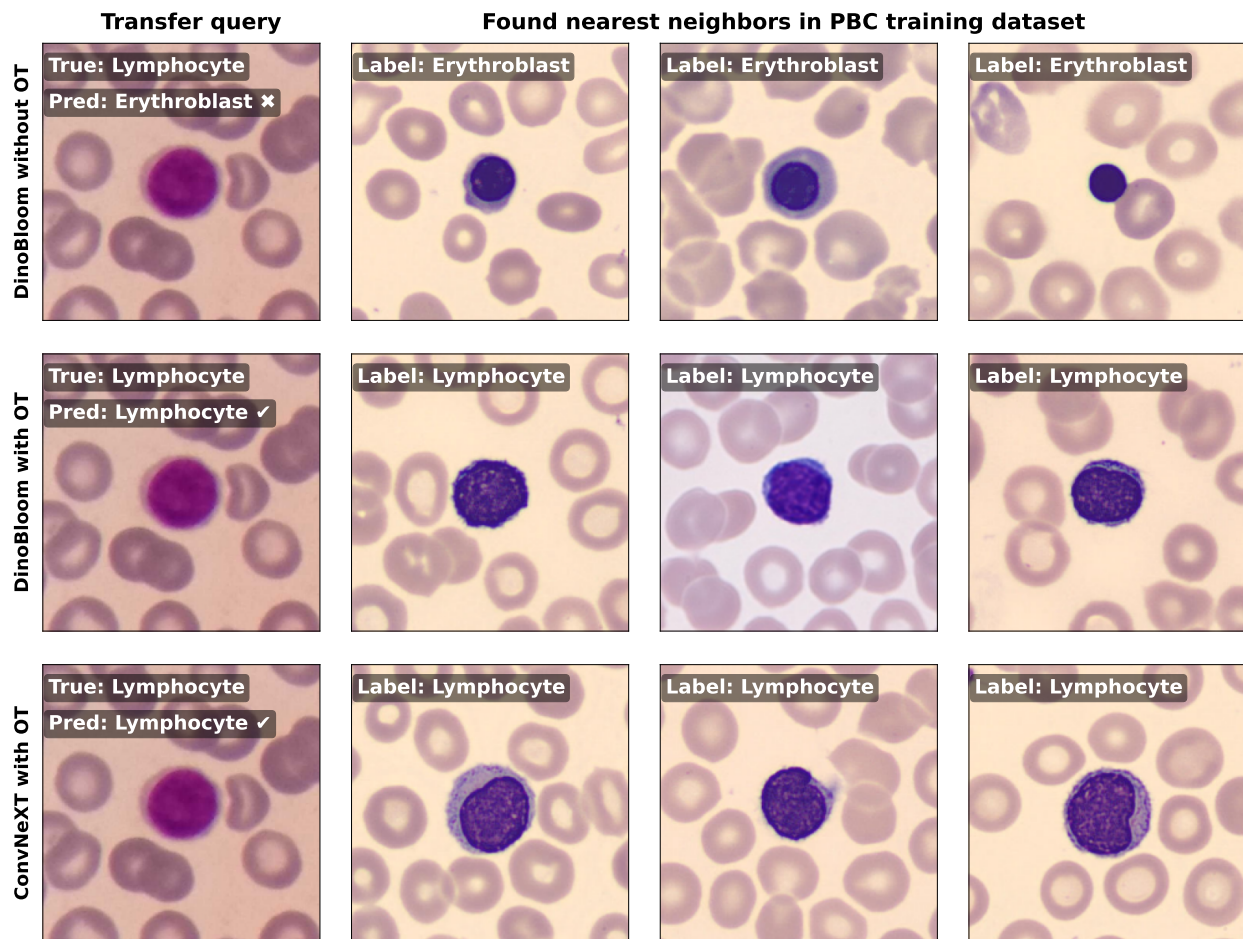 Transfer query
Found nearest neighbors in PBC training dataset
DinoBloom without OT
True: Lymphocyte
Pred: Erythroblast ✖
Label: Erythroblast
Label: Erythroblast
Label: Erythroblast
DinoBloom with OT
True: Lymphocyte
Pred: Lymphocyte ✔
Label: Lymphocyte
Label: Lymphocyte
Label: Lymphocyte
ConvNeXT with OT
True: Lymphocyte
Pred: Lymphocyte ✔
Label: Lymphocyte
Label: Lymphocyte
Label: Lymphocyte